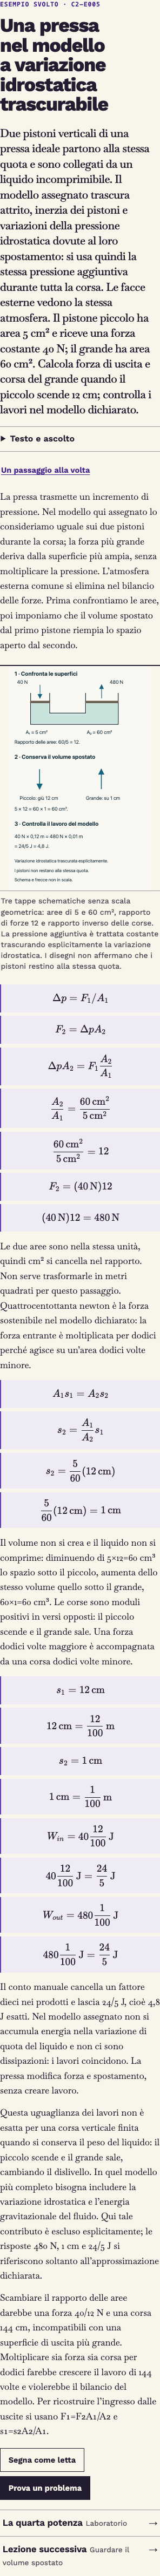 ESEMPIO SVOLTO · C2-E005
Una pressa
nel modello
a variazione
idrostatica
trascurabile
Due pistoni verticali di una
pressa ideale partono alla stessa
quota e sono collegati da un
liquido incomprimibile. Il
modello assegnato trascura
attrito, inerzia dei pistoni e
variazioni della pressione
idrostatica dovute al loro
spostamento: si usa quindi la
stessa pressione aggiuntiva
durante tutta la corsa. Le facce
esterne vedono la stessa
atmosfera. Il pistone piccolo ha
area 5 cm² e riceve una forza
costante 40 N; il grande ha area
60 cm². Calcola forza di uscita e
corsa del grande quando il
piccolo scende 12 cm; controlla i
lavori nel modello dichiarato.
▶ Testo e ascolto
Un passaggio alla volta
La pressa trasmette un incremento di
pressione. Nel modello qui assegnato lo
consideriamo uguale sui due pistoni
durante la corsa; la forza più grande
deriva dalla superficie più ampia, senza
moltiplicare la pressione. L'atmosfera
esterna comune si elimina nel bilancio
delle forze. Prima confrontiamo le aree,
poi imponiamo che il volume spostato
dal primo pistone riempia lo spazio
aperto dal secondo.
1 · Confronta le superfici
40 N 480 N
A₁ = 5 cm² A₂ = 60 cm²
Rapporto delle aree: 60/5 = 12.
2 · Conserva il volume spostato
Piccolo: giù 12 cm Grande: su 1 cm
5 × 12 = 60 × 1 = 60 cm³.
3 · Controlla il lavoro del modello
40 N × 0,12 m = 480 N × 0,01 m
= 24/5 J = 4,8 J.
Variazione idrostatica trascurata esplicitamente.
I pistoni non restano alla stessa quota.
Schema e frecce non in scala.
Tre tappe schematiche senza scala
geometrica: aree di 5 e 60 cm², rapporto
di forze 12 e rapporto inverso delle corse.
La pressione aggiuntiva è trattata costante
trascurando esplicitamente la variazione
idrostatica. I disegni non affermano che i
pistoni restino alla stessa quota.
Δp = F₁/A₁
F₂ = ΔpA₂
ΔpA₂ = F₁ A₂/A₁
A₂/A₁ = 60 cm²/5 cm²
60 cm²/5 cm² = 12
F₂ = (40 N)12
(40 N)12 = 480 N
Le due aree sono nella stessa unità,
quindi cm² si cancella nel rapporto.
Non serve trasformarle in metri
quadrati per questo passaggio.
Quattrocentottanta newton è la forza
sostenibile nel modello dichiarato: la
forza entrante è moltiplicata per dodici
perché agisce su un'area dodici volte
minore.
A₁s₁ = A₂s₂
s₂ = A₁/A₂ s₁
s₂ = 5/60 (12 cm)
5/60 (12 cm) = 1 cm
Il volume non si crea e il liquido non si
comprime: diminuendo di 5×12=60 cm³
lo spazio sotto il piccolo, aumenta dello
stesso volume quello sotto il grande,
60×1=60 cm³. Le corse sono moduli
positivi in versi opposti: il piccolo
scende e il grande sale. Una forza
dodici volte maggiore è accompagnata
da una corsa dodici volte minore.
s₁ = 12 cm
12 cm = 12/100 m
s₂ = 1 cm
1 cm = 1/100 m
W_in = 40 12/100 J
40 12/100 J = 24/5 J
W_out = 480 1/100 J
480 1/100 J = 24/5 J
Il conto manuale cancella un fattore
dieci nei prodotti e lascia 24/5 J, cioè 4,8
J esatti. Nel modello assegnato non si
accumula energia nella variazione di
quota del liquido e non ci sono
dissipazioni: i lavori coincidono. La
pressa modifica forza e spostamento,
senza creare lavoro.
Questa uguaglianza dei lavori non è
esatta per una corsa verticale finita
quando si conserva il peso del liquido: il
piccolo scende e il grande sale,
cambiando il dislivello. In quel modello
più completo bisogna includere la
variazione idrostatica e l'energia
gravitazionale del fluido. Qui tale
contributo è escluso esplicitamente; le
risposte 480 N, 1 cm e 24/5 J si
riferiscono soltanto all'approssimazione
dichiarata.
Scambiare il rapporto delle aree
darebbe una forza 40/12 N e una corsa
144 cm, incompatibili con una
superficie di uscita più grande.
Moltiplicare sia forza sia corsa per
dodici farebbe crescere il lavoro di 144
volte e violerebbe il bilancio del
modello. Per ricostruire l'ingresso dalle
uscite si usano F1=F2A1/A2 e
s1=s2A2/A1.
Segna come letta
Prova un problema
La quarta potenza Laboratorio →
Lezione successiva Guardare il →
volume spostato